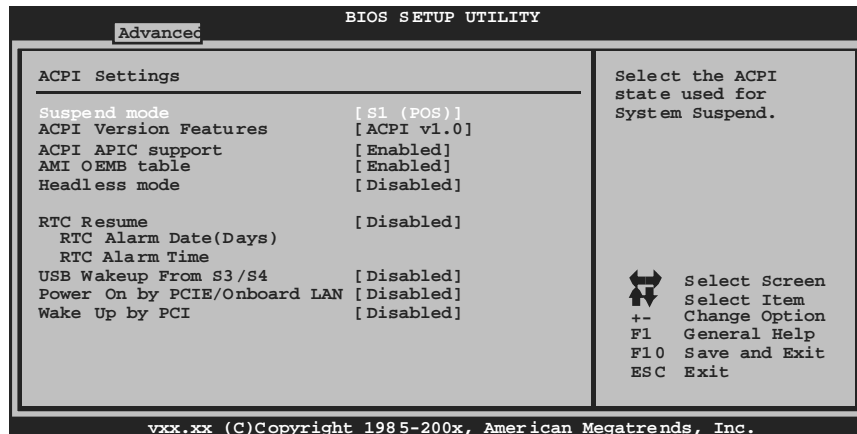 BIOS SETUP UTILITY
Advanced
ACPI Settings
Suspend mode [S1 (POS)]
ACPI Version Features [ACPI v1.0]
ACPI APIC support [Enabled]
AMI OEMB table [Enabled]
Headless mode [Disabled]
RTC Resume [Disabled]
RTC Alarm Date(Days)
RTC Alarm Time
USB Wakeup From S3/S4 [Disabled]
Power On by PCIE/Onboard LAN [Disabled]
Wake Up by PCI [Disabled]
Select the ACPI
state used for
System Suspend.
Select Screen
Select Item
+- Change Option
F1 General Help
F10 Save and Exit
ESC Exit
vxx.xx (C)Copyright 1985-200x, American Megatrends, Inc.